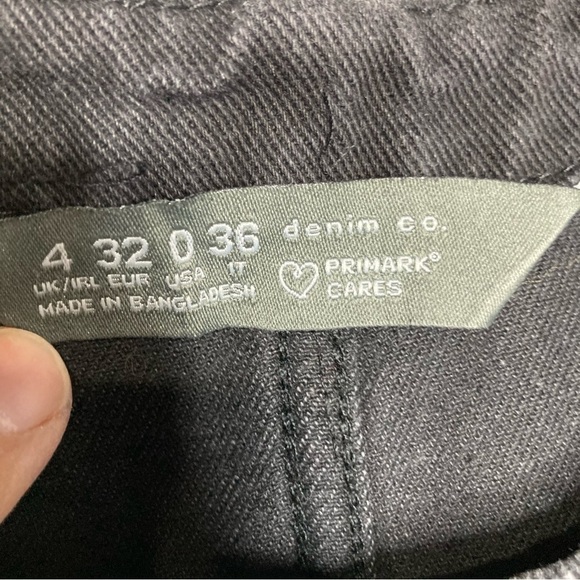 4 32 0 36
UK/IRL EUR USA IT
MADE IN BANGLADESH
denim co.
PRIMARK®
CARES